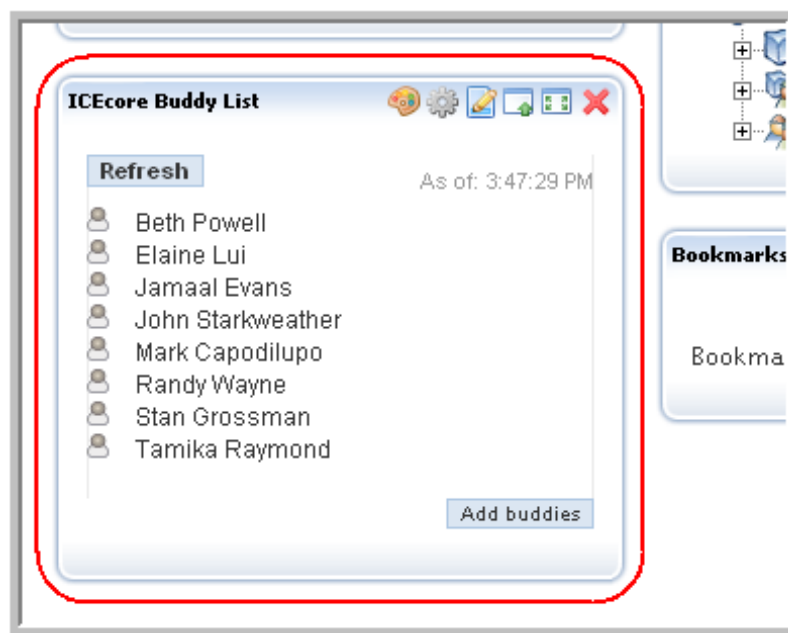 ICEcore Buddy List
Refresh
As of: 3:47:29 PM
Beth Powell
Elaine Lui
Jamaal Evans
John Starkweather
Mark Capodilupo
Randy Wayne
Stan Grossman
Tamika Raymond
Add buddies
Bookmarks
Bookma